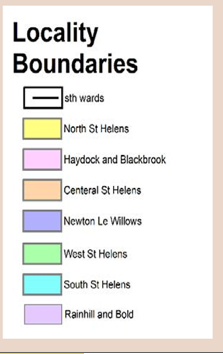 Locality
Boundaries
sth wards
North St Helens
Haydock and Blackbrook
Centeral St Helens
Newton Le Willows
West St Helens
South St Helens
Rainhill and Bold